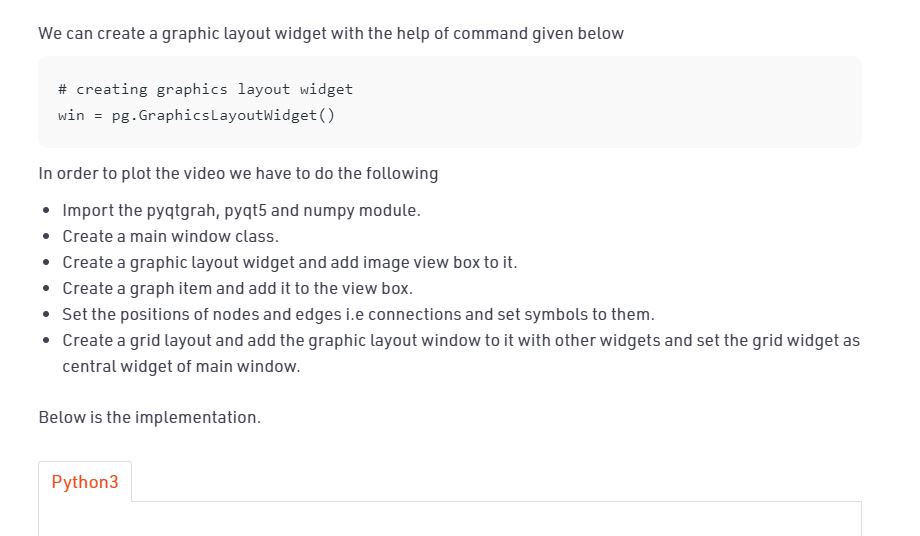 We can create a graphic layout widget with the help of command given below
# creating graphics layout widget
win = pg.GraphicsLayoutWidget()
In order to plot the video we have to do the following
• Import the pyqtgrah, pyqt5 and numpy module.
• Create a main window class.
• Create a graphic layout widget and add image view box to it.
• Create a graph item and add it to the view box.
• Set the positions of nodes and edges i.e connections and set symbols to them.
• Create a grid layout and add the graphic layout window to it with other widgets and set the grid widget as
central widget of main window.
Below is the implementation.
Python3